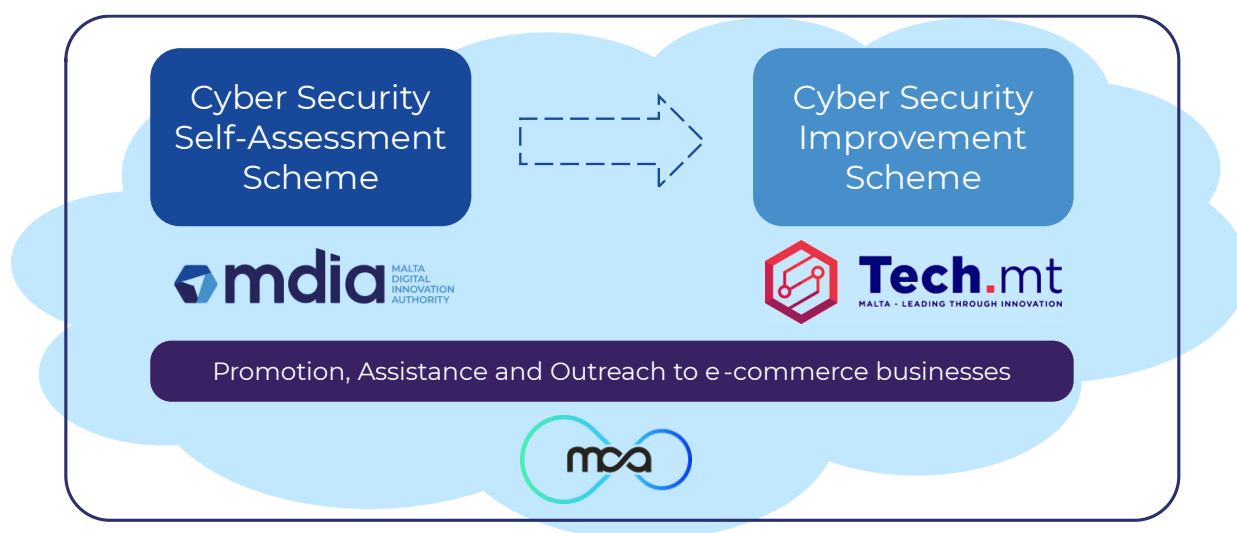 Cyber Security
Self-Assessment
Scheme
Cyber Security
Improvement
Scheme
mdia
MALTA
DIGITAL
INNOVATION
AUTHORITY
Tech.mt
MALTA - LEADING THROUGH INNOVATION
Promotion, Assistance and Outreach to e-commerce businesses
mca